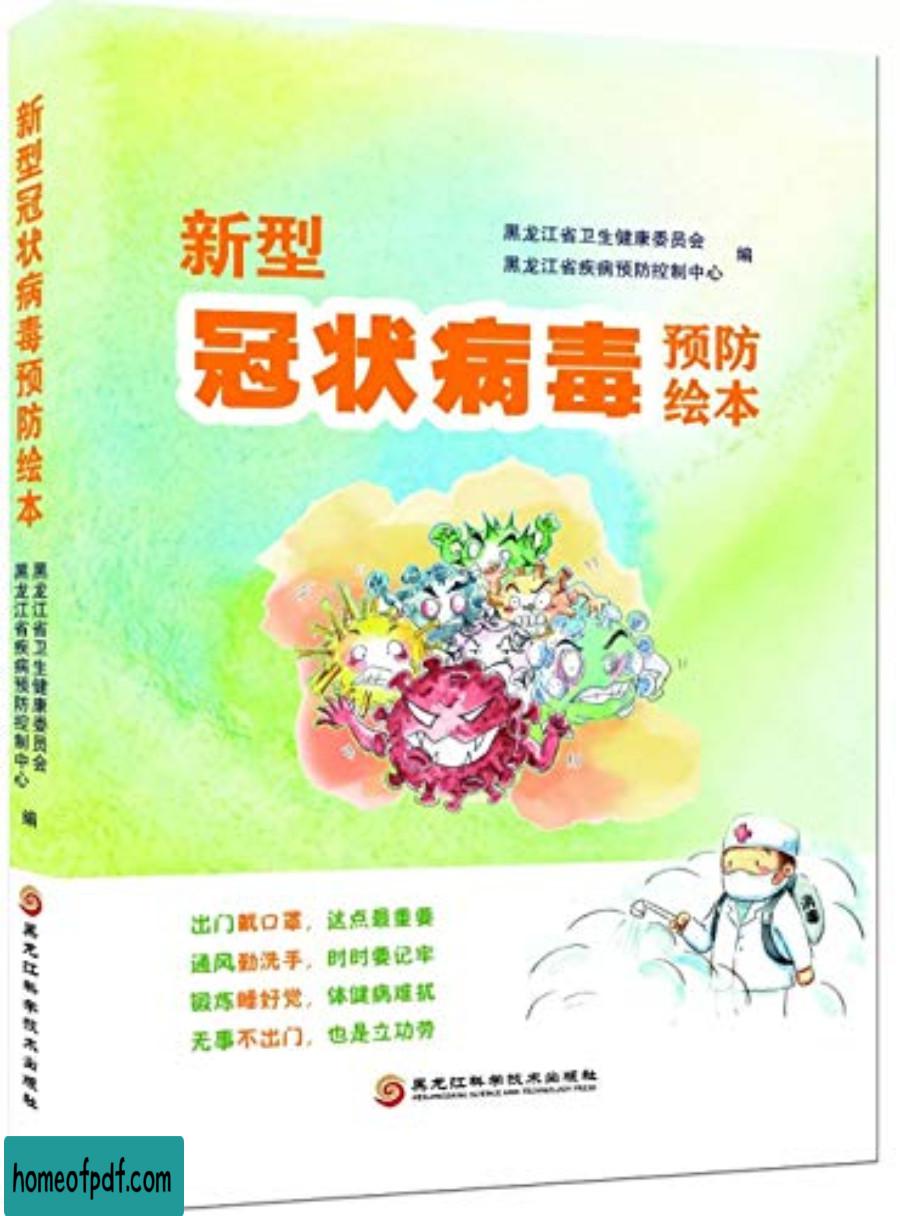 新型冠状病毒预防绘本
黑龙江省卫生健康委员会
黑龙江省疾病预防控制中心
编
黑龙江科学技术出版社
新型
黑龙江省卫生健康委员会
黑龙江省疾病预防控制中心
编
冠状病毒
预防
绘本
出门戴口罩，这点最重要
通风勤洗手，时时要记牢
锻炼睡好觉，体健病难扰
无事不出门，也是立功劳
消毒
黑龙江科学技术出版社
HEILONGJIANG SCIENCE AND TECHNOLOGY PRESS
homeofpdf.com